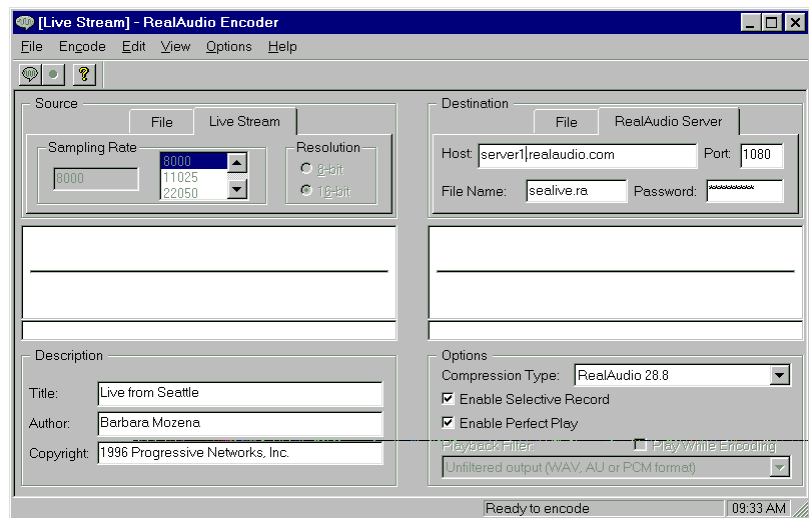 [Live Stream] - RealAudio Encoder
File Encode Edit View Options Help
Source
File Live Stream
Sampling Rate
8000
8000
11025
22050
Resolution
8-bit
16-bit
Destination
File RealAudio Server
Host: server1.realaudio.com Port: 1080
File Name: sealive.ra Password: **********
Description
Title: Live from Seattle
Author: Barbara Mozena
Copyright: 1996 Progressive Networks, Inc.
Options
Compression Type: RealAudio 28.8
Enable Selective Record
Enable Perfect Play
Playback Filter: Play While Encoding
Unfiltered output (WAV, AU or PCM format)
Ready to encode 09:33 AM